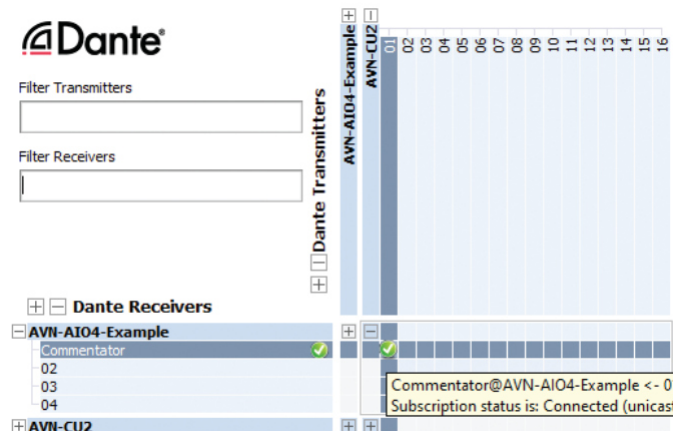 Dante®
Filter Transmitters
Filter Receivers
Dante Transmitters
AVN-AIO4-Example
AVN-CU2
01 02 03 04 05 06 07 08 09 10 11 12 13 14 15 16
Dante Receivers
AVN-AIO4-Example
Commentator
02
03
04
Commentator@AVN-AIO4-Example <- 0
Subscription status is: Connected (unicast
AVN-CU2